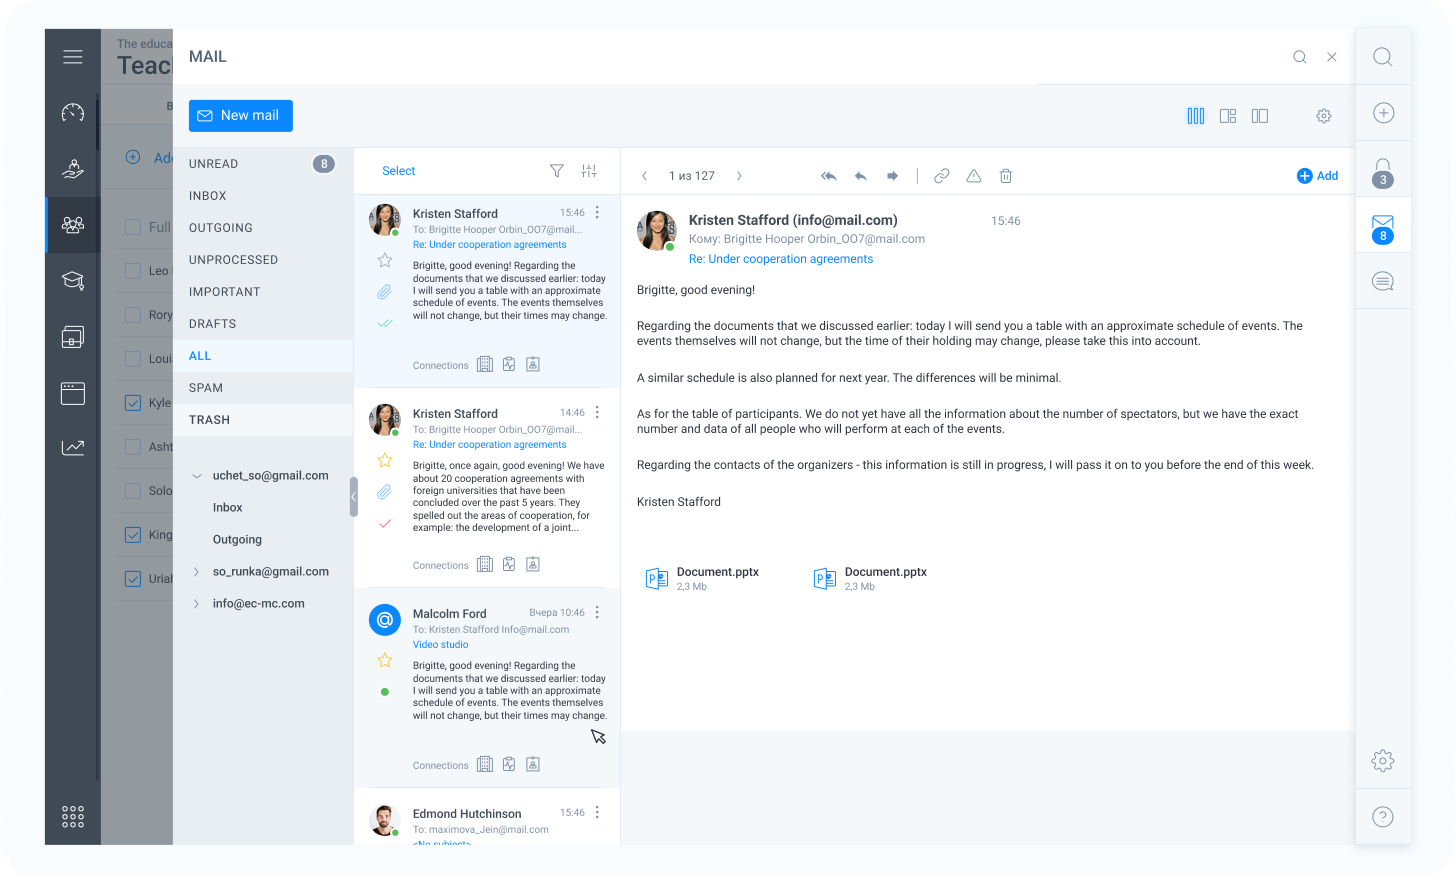 The educa
Teac
B
Add
Full
Leo
Rory
Louis
Kyle
Asht
Solo
King
Uriah
MAIL
New mail
UNREAD 8
INBOX
OUTGOING
UNPROCESSED
IMPORTANT
DRAFTS
ALL
SPAM
TRASH
uchet_so@gmail.com
Inbox
Outgoing
so_runka@gmail.com
info@ec-mc.com
Select
Kristen Stafford 15:46
To: Brigitte Hooper Orbin_OO7@mail...
Re: Under cooperation agreements
Brigitte, good evening! Regarding the
documents that we discussed earlier: today
I will send you a table with an approximate
schedule of events. The events themselves
will not change, but their times may change.
Connections
Kristen Stafford 14:46
To: Brigitte Hooper Orbin_OO7@mail...
Re: Under cooperation agreements
Brigitte, once again, good evening! We have
about 20 cooperation agreements with
foreign universities that have been
concluded over the past 5 years. They
spelled out the areas of cooperation, for
example: the development of a joint...
Connections
Malcolm Ford Вчера 10:46
To: Kristen Stafford Info@mail.com
Video studio
Brigitte, good evening! Regarding the
documents that we discussed earlier: today
I will send you a table with an approximate
schedule of events. The events themselves
will not change, but their times may change.
Connections
Edmond Hutchinson 15:46
To: maximova_Jein@mail.com
<No subject>
1 из 127
Add
Kristen Stafford (info@mail.com) 15:46
Кому: Brigitte Hooper Orbin_OO7@mail.com
Re: Under cooperation agreements
Brigitte, good evening!
Regarding the documents that we discussed earlier: today I will send you a table with an approximate schedule of events. The
events themselves will not change, but the time of their holding may change, please take this into account.
A similar schedule is also planned for next year. The differences will be minimal.
As for the table of participants. We do not yet have all the information about the number of spectators, but we have the exact
number and data of all people who will perform at each of the events.
Regarding the contacts of the organizers - this information is still in progress, I will pass it on to you before the end of this week.
Kristen Stafford
Document.pptx
2,3 Mb
Document.pptx
2,3 Mb
3
8